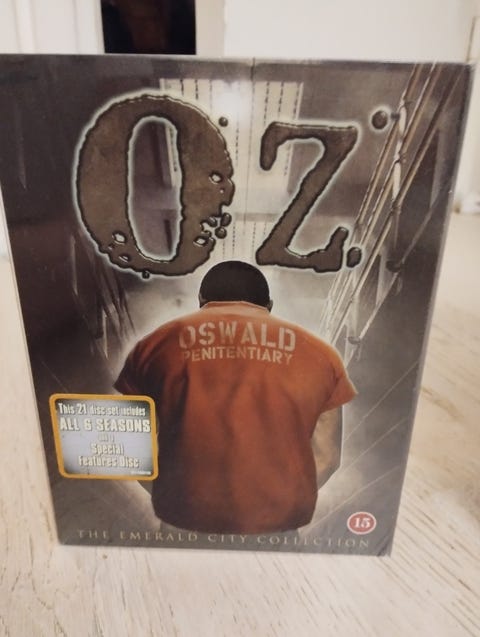 OZ
OSWALD
PENITENTIARY
This 21 disc set includes
ALL 6 SEASONS
Special
Features Disc
15
THE EMERALD CITY COLLECTION